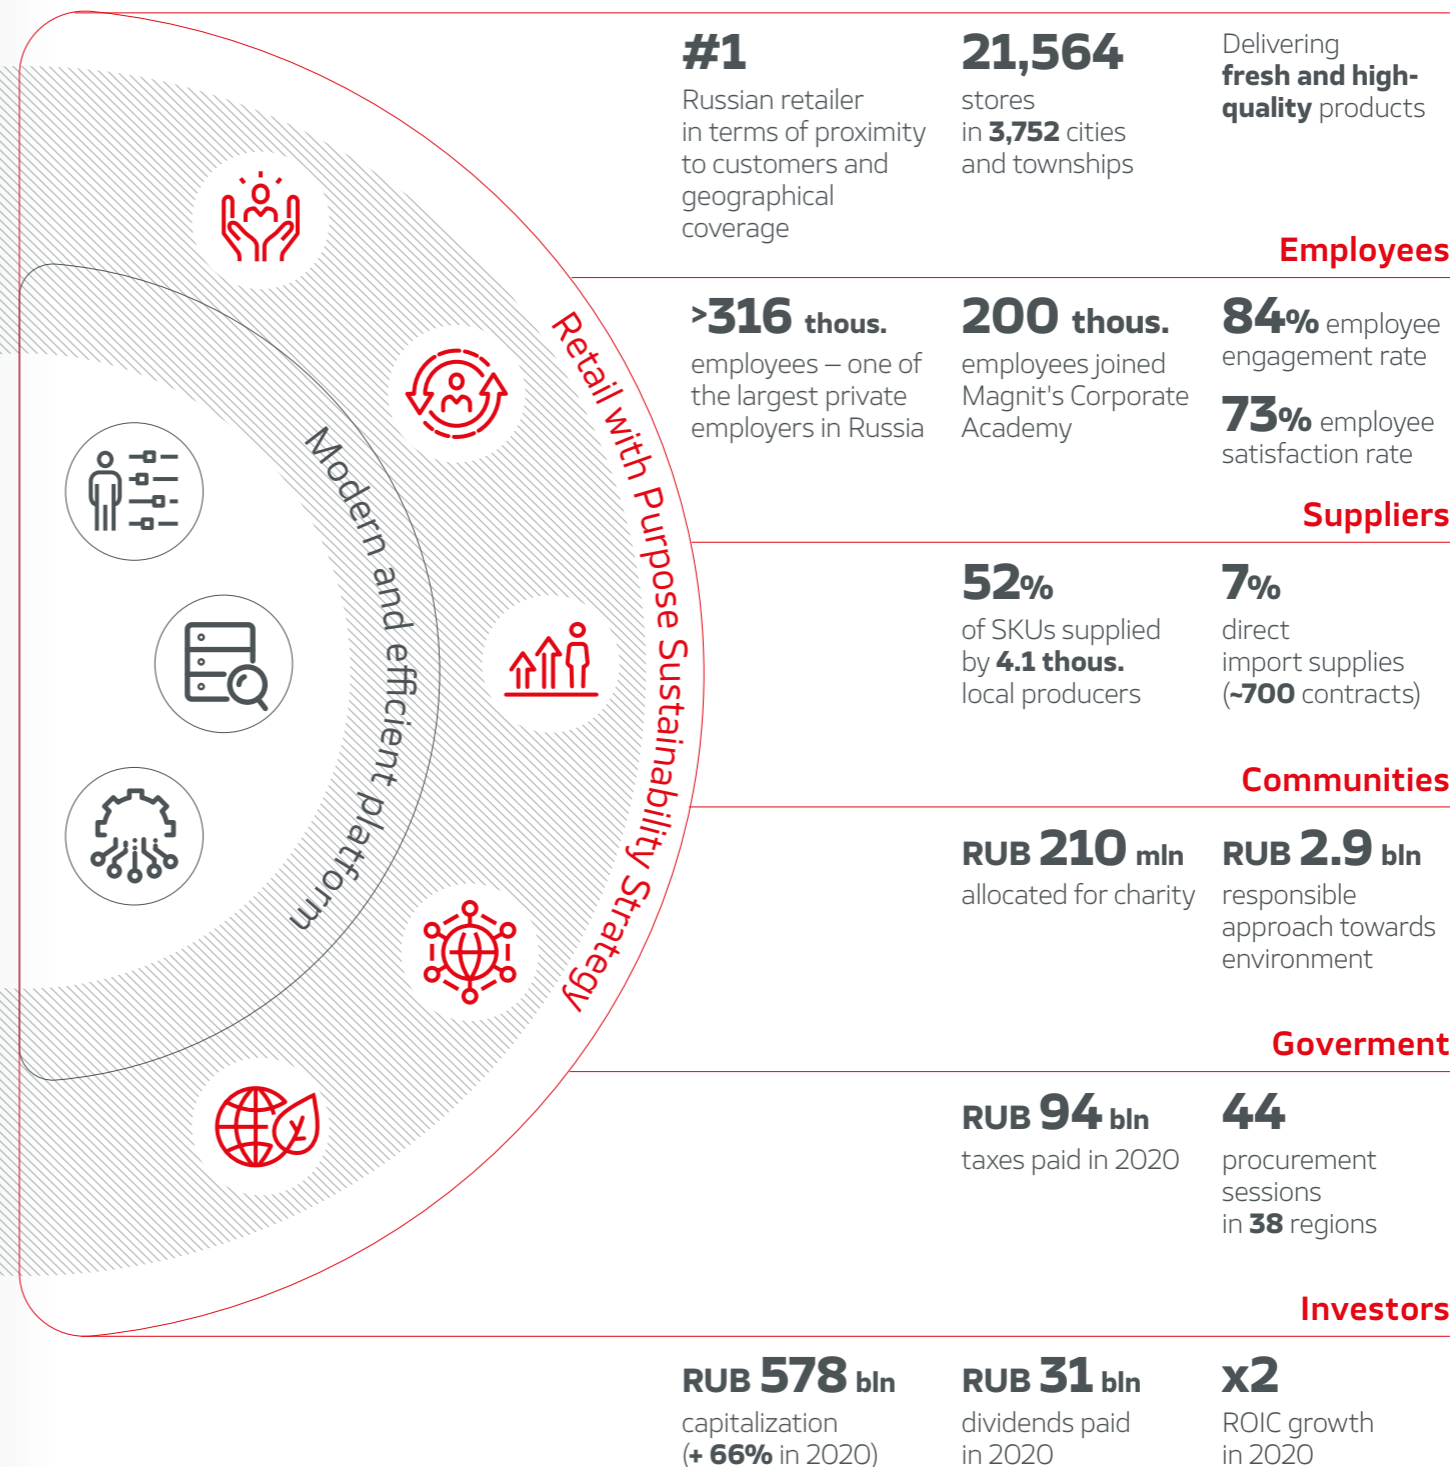 #1
Russian retailer
in terms of proximity
to customers and
geographical
coverage
21,564
stores
in 3,752 cities
and townships
Delivering
fresh and high-
quality products
Employees
>316 thous.
employees – one of
the largest private
employers in Russia
200 thous.
employees joined
Magnit's Corporate
Academy
84% employee
engagement rate
73% employee
satisfaction rate
Suppliers
52%
of SKUs supplied
by 4.1 thous.
local producers
7%
direct
import supplies
(~700 contracts)
Communities
RUB 210 mln
allocated for charity
RUB 2.9 bln
responsible
approach towards
environment
Goverment
RUB 94 bln
taxes paid in 2020
44
procurement
sessions
in 38 regions
Investors
RUB 578 bln
capitalization
(+ 66% in 2020)
RUB 31 bln
dividends paid
in 2020
x2
ROIC growth
in 2020
Retail with Purpose Sustainability Strategy
Modern and efficient platform